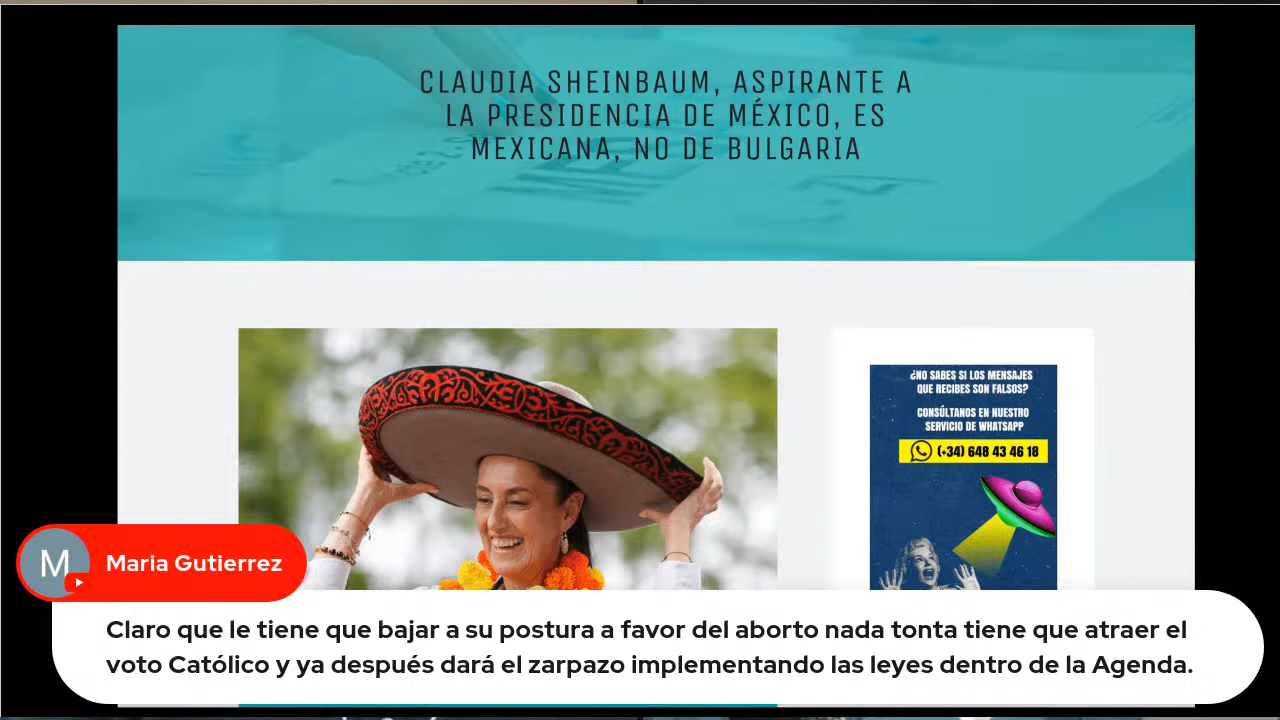 CLAUDIA SHEINBAUM, ASPIRANTE A
LA PRESIDENCIA DE MÉXICO, ES
MEXICANA, NO DE BULGARIA
¿NO SABES SI LOS MENSAJES
QUE RECIBES SON FALSOS?
CONSÚLTANOS EN NUESTRO
SERVICIO DE WHATSAPP
(+34) 648 43 46 18
M
Maria Gutierrez
Claro que le tiene que bajar a su postura a favor del aborto nada tonta tiene que atraer el
voto Católico y ya después dará el zarpazo implementando las leyes dentro de la Agenda.